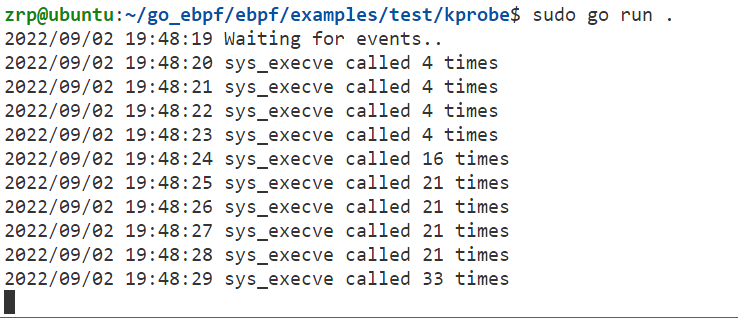 zrp@ubuntu:~/go_ebpf/ebpf/examples/test/kprobe$ sudo go run .
2022/09/02 19:48:19 Waiting for events..
2022/09/02 19:48:20 sys_execve called 4 times
2022/09/02 19:48:21 sys_execve called 4 times
2022/09/02 19:48:22 sys_execve called 4 times
2022/09/02 19:48:23 sys_execve called 4 times
2022/09/02 19:48:24 sys_execve called 16 times
2022/09/02 19:48:25 sys_execve called 21 times
2022/09/02 19:48:26 sys_execve called 21 times
2022/09/02 19:48:27 sys_execve called 21 times
2022/09/02 19:48:28 sys_execve called 21 times
2022/09/02 19:48:29 sys_execve called 33 times